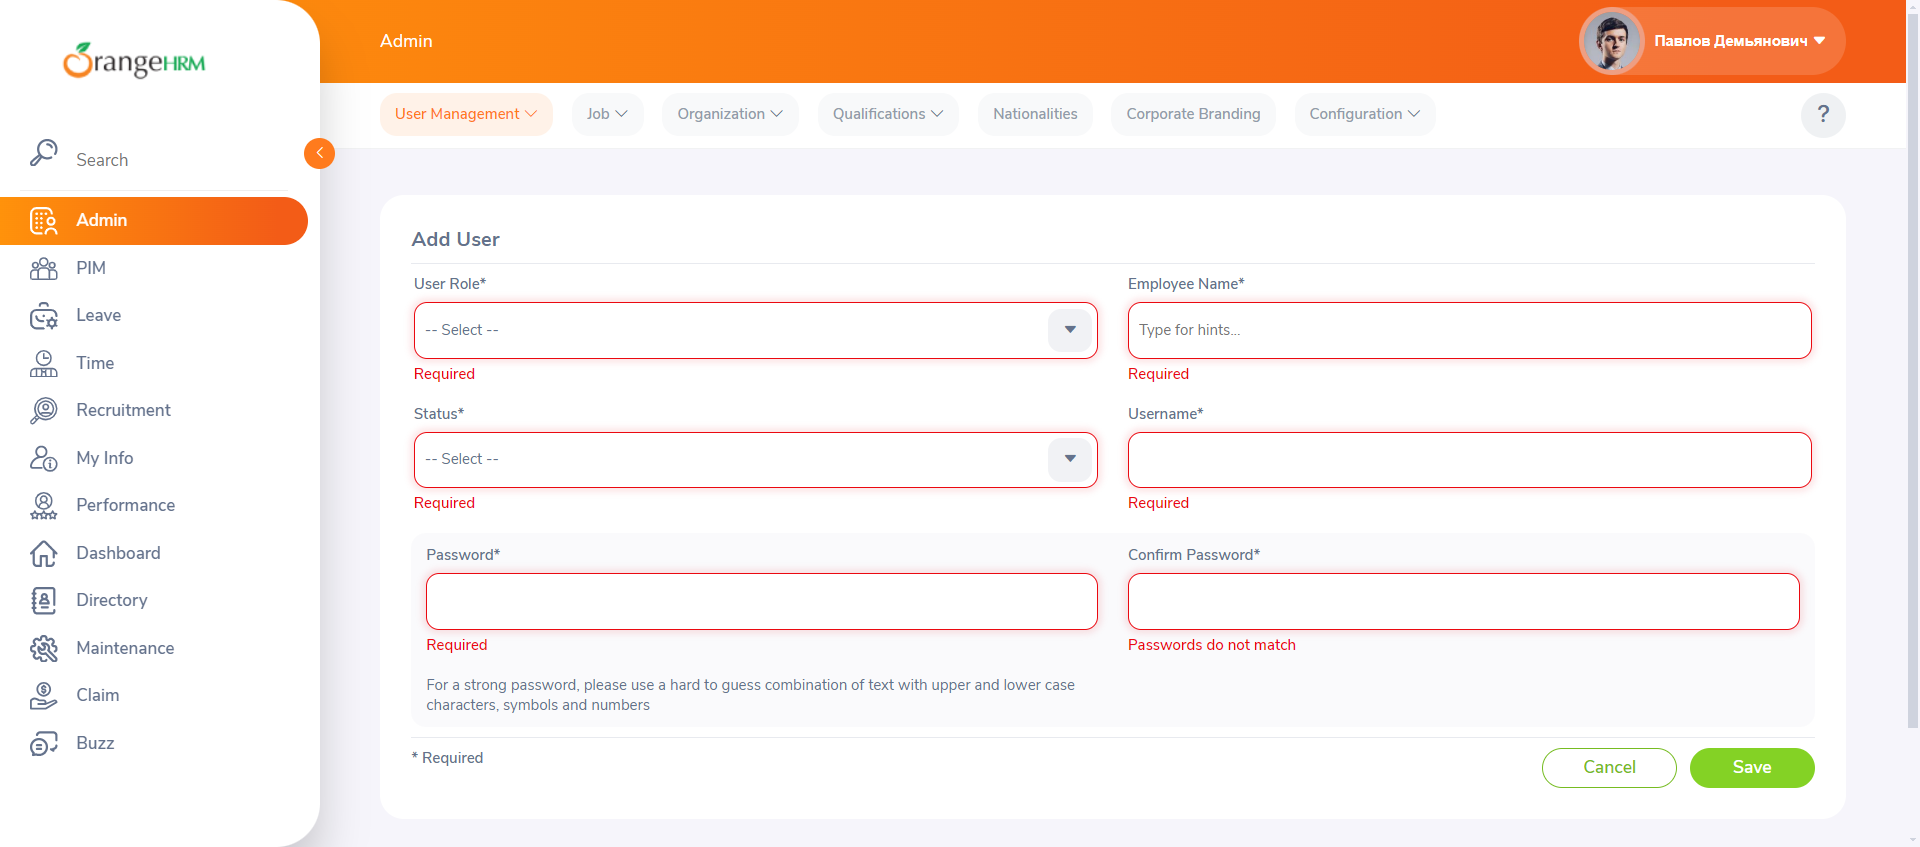 OrangeHRM
Admin
Павлов Демьянович
User Management
Job
Organization
Qualifications
Nationalities
Corporate Branding
Configuration
?
Search
Admin
PIM
Leave
Time
Recruitment
My Info
Performance
Dashboard
Directory
Maintenance
Claim
Buzz
Add User
User Role*
Employee Name*
-- Select --
Type for hints...
Required
Required
Status*
Username*
-- Select --
Required
Required
Password*
Confirm Password*
Required
Passwords do not match
For a strong password, please use a hard to guess combination of text with upper and lower case
characters, symbols and numbers
* Required
Cancel
Save